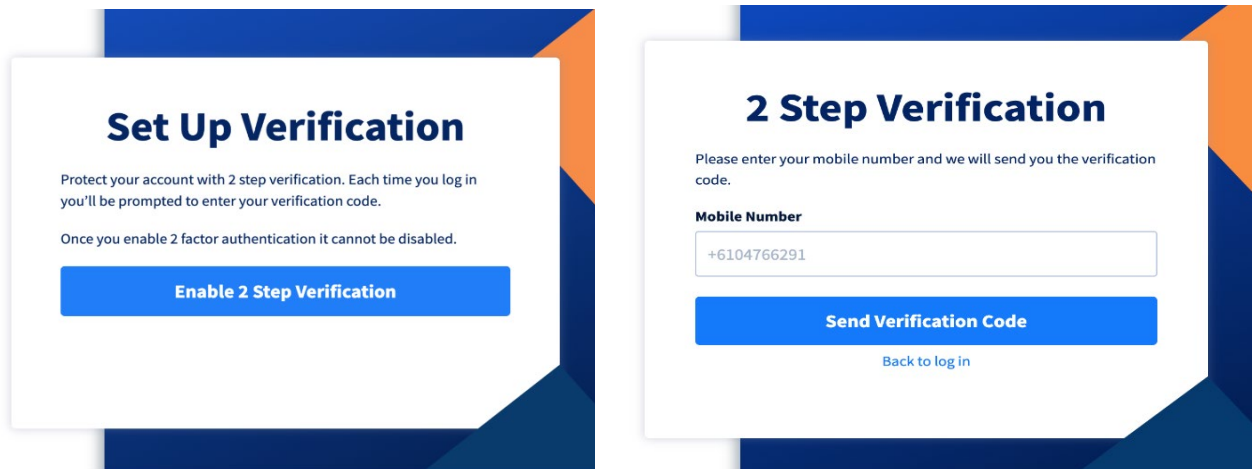 Set Up Verification
Protect your account with 2 step verification. Each time you log in
you'll be prompted to enter your verification code.
Once you enable 2 factor authentication it cannot be disabled.
Enable 2 Step Verification
2 Step Verification
Please enter your mobile number and we will send you the verification
code.
Mobile Number
+6104766291
Send Verification Code
Back to log in